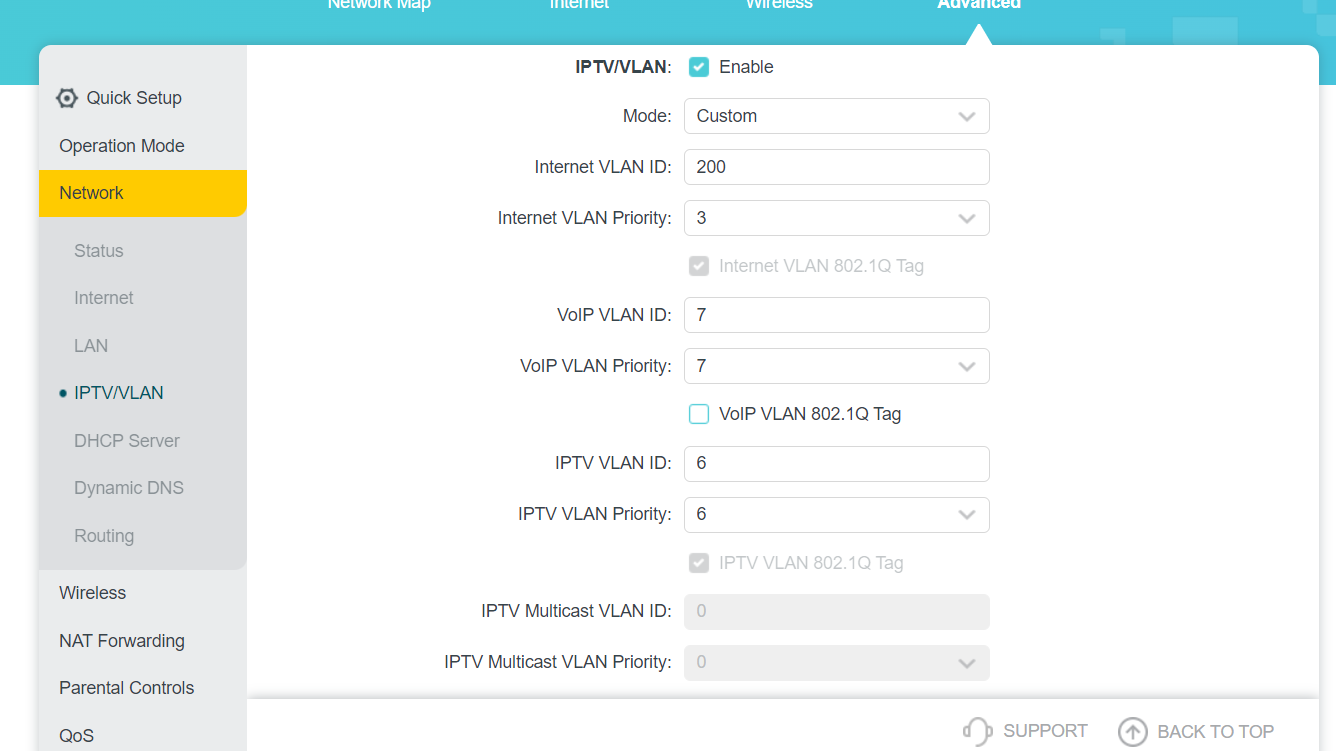 Network Map Internet Wireless Advanced
Quick Setup
Operation Mode
Network
Status
Internet
LAN
IPTV/VLAN
DHCP Server
Dynamic DNS
Routing
Wireless
NAT Forwarding
Parental Controls
QoS
IPTV/VLAN: Enable
Mode: Custom
Internet VLAN ID: 200
Internet VLAN Priority: 3
Internet VLAN 802.1Q Tag
VoIP VLAN ID: 7
VoIP VLAN Priority: 7
VoIP VLAN 802.1Q Tag
IPTV VLAN ID: 6
IPTV VLAN Priority: 6
IPTV VLAN 802.1Q Tag
IPTV Multicast VLAN ID: 0
IPTV Multicast VLAN Priority: 0
SUPPORT BACK TO TOP